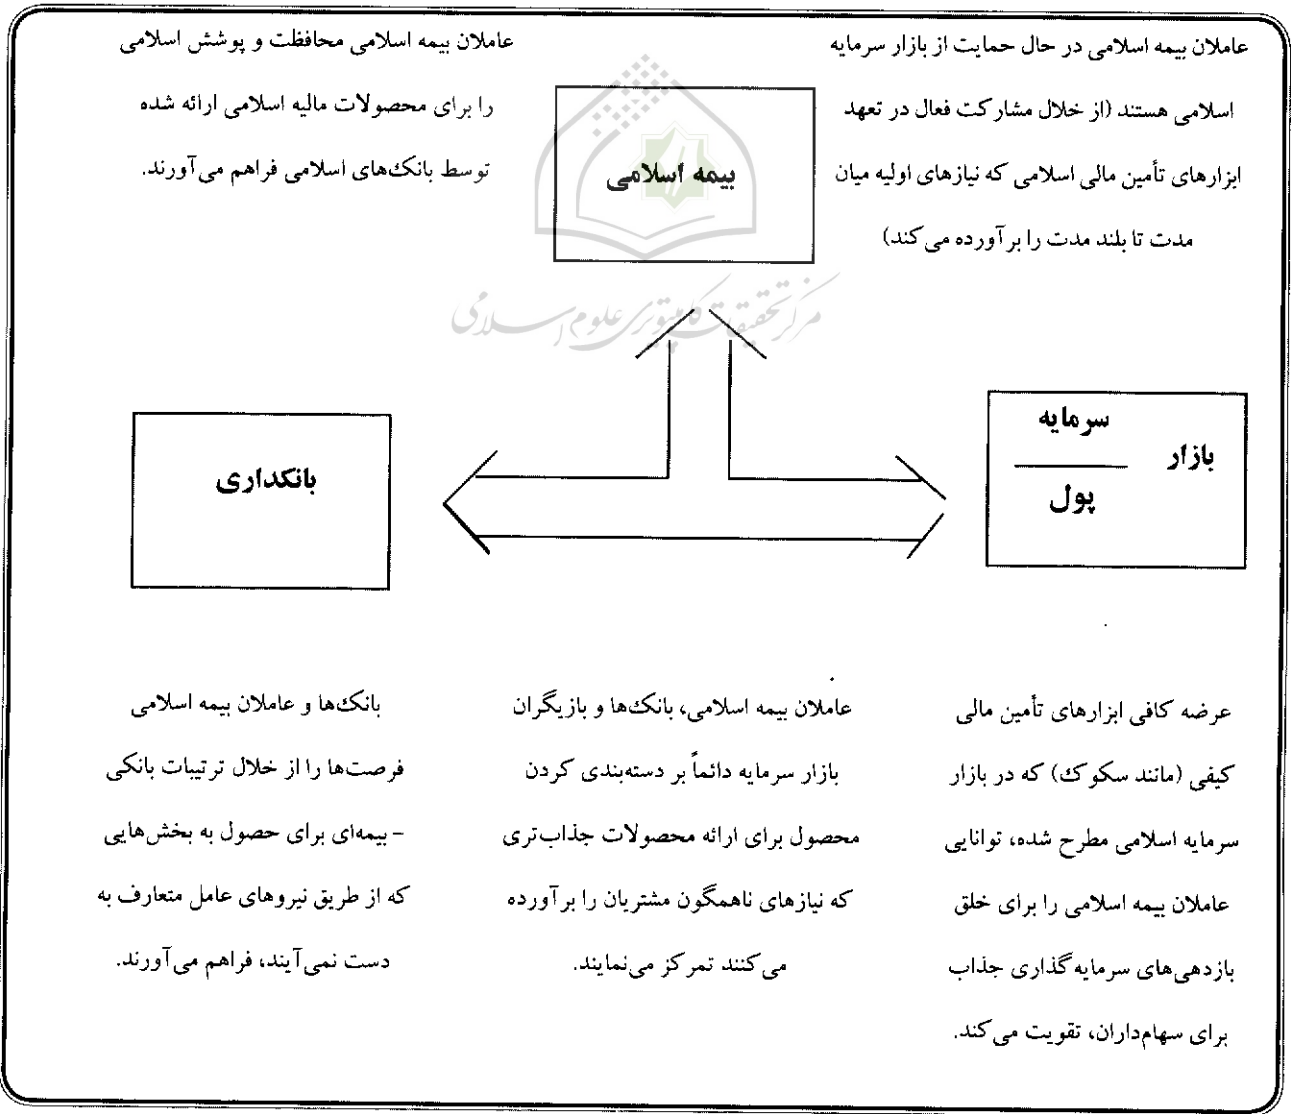 عاملان بیمه اسلامی در حال حمایت از بازار سرمایه
اسلامی هستند (از خلال مشارکت فعال در تعهد
ابزارهای تأمین مالی اسلامی که نیازهای اولیه میان
مدت تا بلند مدت را برآورده می‌کند)
بیمه اسلامی
عاملان بیمه اسلامی محافظت و پوشش اسلامی
را برای محصولات مالیه اسلامی ارائه شده
توسط بانک‌های اسلامی فراهم می‌آورند.
مرکز تحقیقات کامپیوتری علوم اسلامی
بازار
سرمایه
پول
بانکداری
عرضه کافی ابزارهای تأمین مالی
کیفی (مانند سکوک) که در بازار
سرمایه اسلامی مطرح شده، توانایی
عاملان بیمه اسلامی را برای خلق
بازدهی‌های سرمایه‌گذاری جذاب
برای سهام‌داران، تقویت می‌کند.
عاملان بیمه اسلامی، بانک‌ها و بازیگران
بازار سرمایه دائماً بر دسته‌بندی کردن
محصول برای ارائه محصولات جذاب‌تری
که نیازهای ناهمگون مشتریان را برآورده
می‌کنند تمرکز می‌نمایند.
بانک‌ها و عاملان بیمه اسلامی
فرصت‌ها را از خلال ترتیبات بانکی
- بیمه‌ای برای حصول به بخش‌هایی
که از طریق نیروهای عامل متعارف به
دست نمی‌آیند، فراهم می‌آورند.